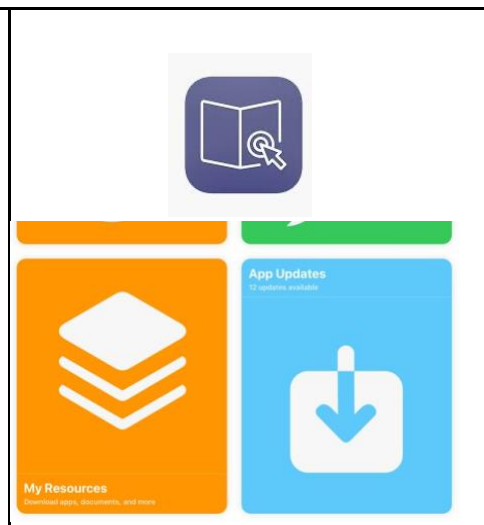 App Updates
12 updates available
My Resources
Download apps, documents, and more